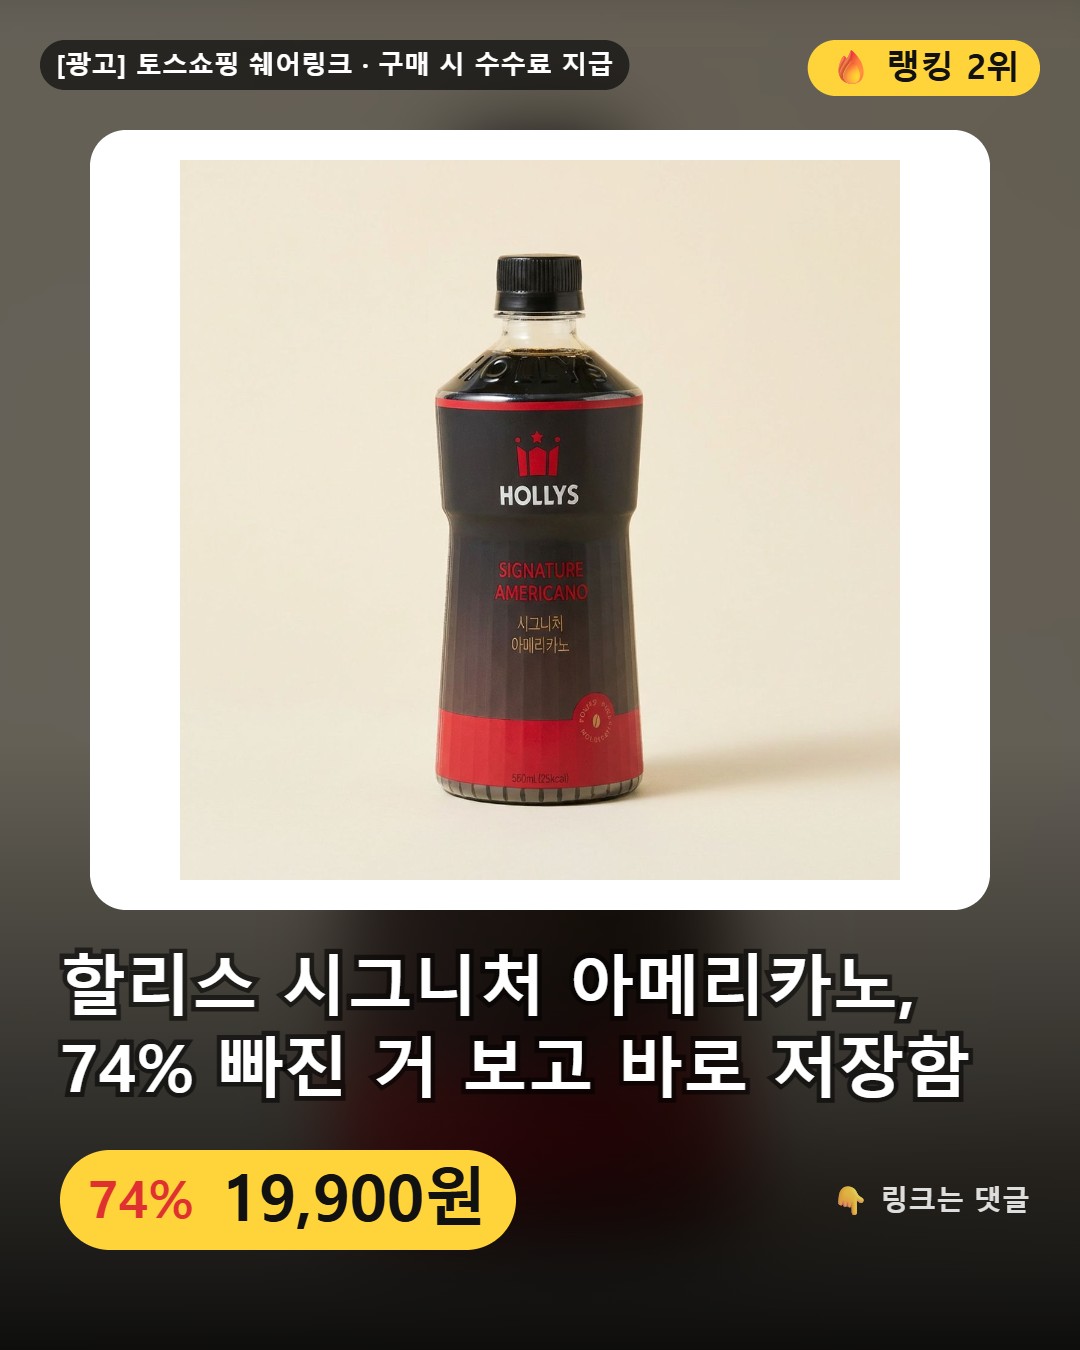 [광고] 토스쇼핑 쉐어링크 · 구매 시 수수료 지급
🔥 랭킹 2위
HOLLYS
HOLLYS
SIGNATURE
AMERICANO
시그니처
아메리카노
560mL(25kcal)
할리스 시그니처 아메리카노,
74% 빠진 거 보고 바로 저장함
74% 19,900원
👇 링크는 댓글